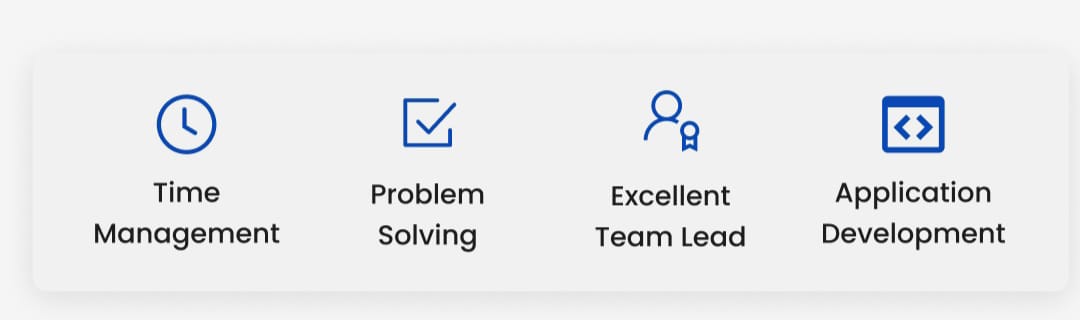 Time
Management
Problem
Solving
Excellent
Team Lead
Application
Development